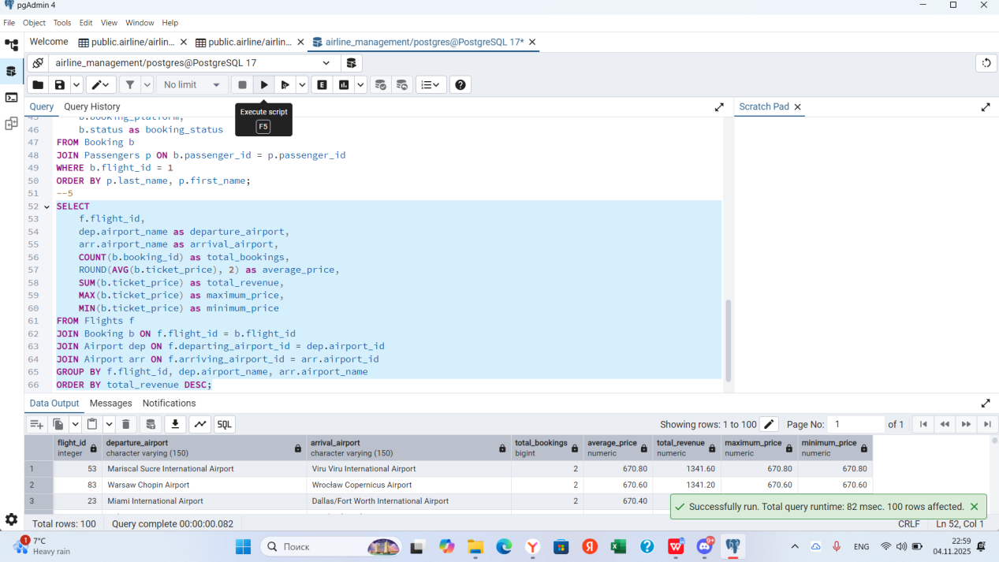 pgAdmin 4
File Object Tools Edit View Window Help
Welcome public.airline/airlin... public.airline/airlin... airline_management/postgres@PostgreSQL 17*
airline_management/postgres@PostgreSQL 17
No limit E
Query Query History Scratch Pad
Execute script
F5
46 b.status as booking_status
47 FROM Booking b
48 JOIN Passengers p ON b.passenger_id = p.passenger_id
49 WHERE b.flight_id = 1
50 ORDER BY p.last_name, p.first_name;
51 --5
52 SELECT
53 f.flight_id,
54 dep.airport_name as departure_airport,
55 arr.airport_name as arrival_airport,
56 COUNT(b.booking_id) as total_bookings,
57 ROUND(AVG(b.ticket_price), 2) as average_price,
58 SUM(b.ticket_price) as total_revenue,
59 MAX(b.ticket_price) as maximum_price,
60 MIN(b.ticket_price) as minimum_price
61 FROM Flights f
62 JOIN Booking b ON f.flight_id = b.flight_id
63 JOIN Airport dep ON f.departing_airport_id = dep.airport_id
64 JOIN Airport arr ON f.arriving_airport_id = arr.airport_id
65 GROUP BY f.flight_id, dep.airport_name, arr.airport_name
66 ORDER BY total_revenue DESC;
Data Output Messages Notifications
SQL Showing rows: 1 to 100 Page No: 1 of 1
flight_id departure_airport arrival_airport total_bookings average_price total_revenue maximum_price minimum_price
integer character varying (150) character varying (150) bigint numeric numeric numeric numeric
1 53 Mariscal Sucre International Airport Viru Viru International Airport 2 670.80 1341.60 670.80 670.80
2 83 Warsaw Chopin Airport Wrocław Copernicus Airport 2 670.60 1341.20 670.60 670.60
3 23 Miami International Airport Dallas/Fort Worth International Airport 2 670.40
Successfully run. Total query runtime: 82 msec. 100 rows affected.
Total rows: 100 Query complete 00:00:00.082 CRLF Ln 52, Col 1
1 7°C
Heavy rain
Поиск
Я
W
9+
ENG
22:59
04.11.2025